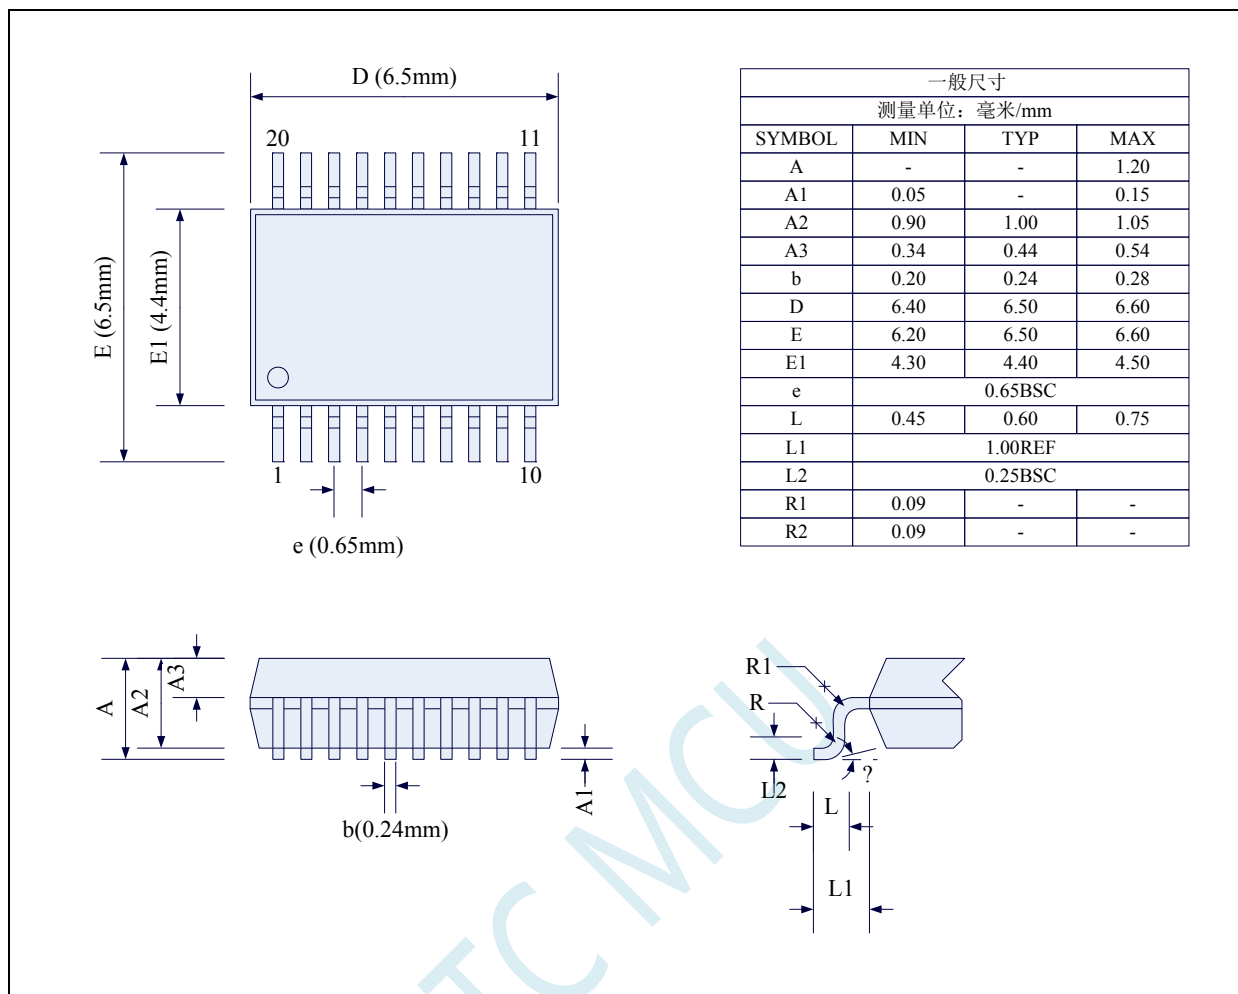 D (6.5mm)
20 11
E (6.5mm)
E1 (4.4mm)
1 10
e (0.65mm)
一般尺寸
测量单位：毫米/mm
SYMBOL MIN TYP MAX
A - - 1.20
A1 0.05 - 0.15
A2 0.90 1.00 1.05
A3 0.34 0.44 0.54
b 0.20 0.24 0.28
D 6.40 6.50 6.60
E 6.20 6.50 6.60
E1 4.30 4.40 4.50
e 0.65BSC
L 0.45 0.60 0.75
L1 1.00REF
L2 0.25BSC
R1 0.09 - -
R2 0.09 - -
A
A2
A3
A1
b(0.24mm)
R1
R
L2
?
L
L1
TC MCU